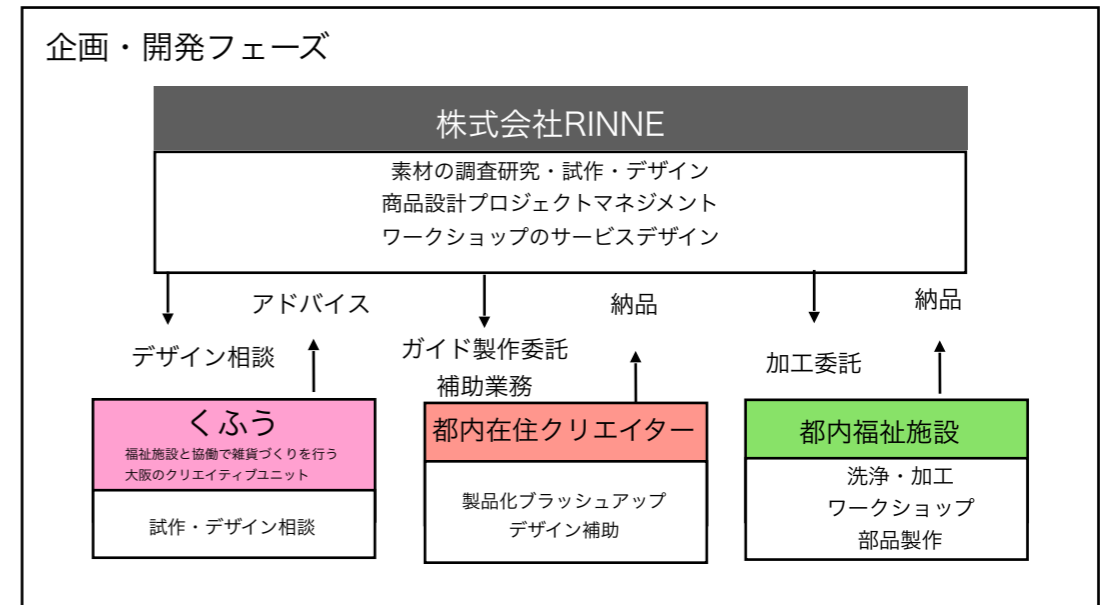 企画・開発フェーズ
株式会社RINNE
素材の調査研究・試作・デザイン
商品設計プロジェクトマネジメント
ワークショップのサービスデザイン
アドバイス
デザイン相談
納品
ガイド製作委託
補助業務
納品
加工委託
くふう
福祉施設と協働で雑貨づくりを行う
大阪のクリエイティブユニット
試作・デザイン相談
都内在住クリエイター
製品化ブラッシュアップ
デザイン補助
都内福祉施設
洗浄・加工
ワークショップ
部品製作